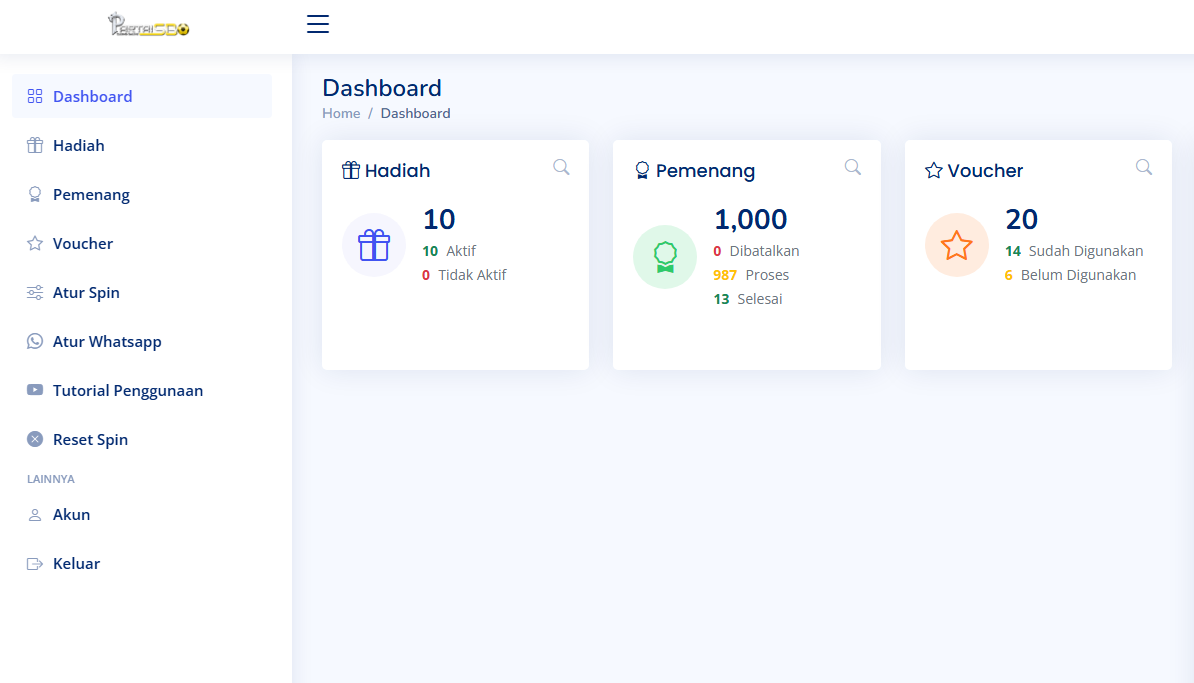 PortalSBO
Dashboard
Hadiah
Pemenang
Voucher
Atur Spin
Atur Whatsapp
Tutorial Penggunaan
Reset Spin
LAINNYA
Akun
Keluar
Dashboard
Home / Dashboard
Hadiah
10
10 Aktif
0 Tidak Aktif
Pemenang
1,000
0 Dibatalkan
987 Proses
13 Selesai
Voucher
20
14 Sudah Digunakan
6 Belum Digunakan